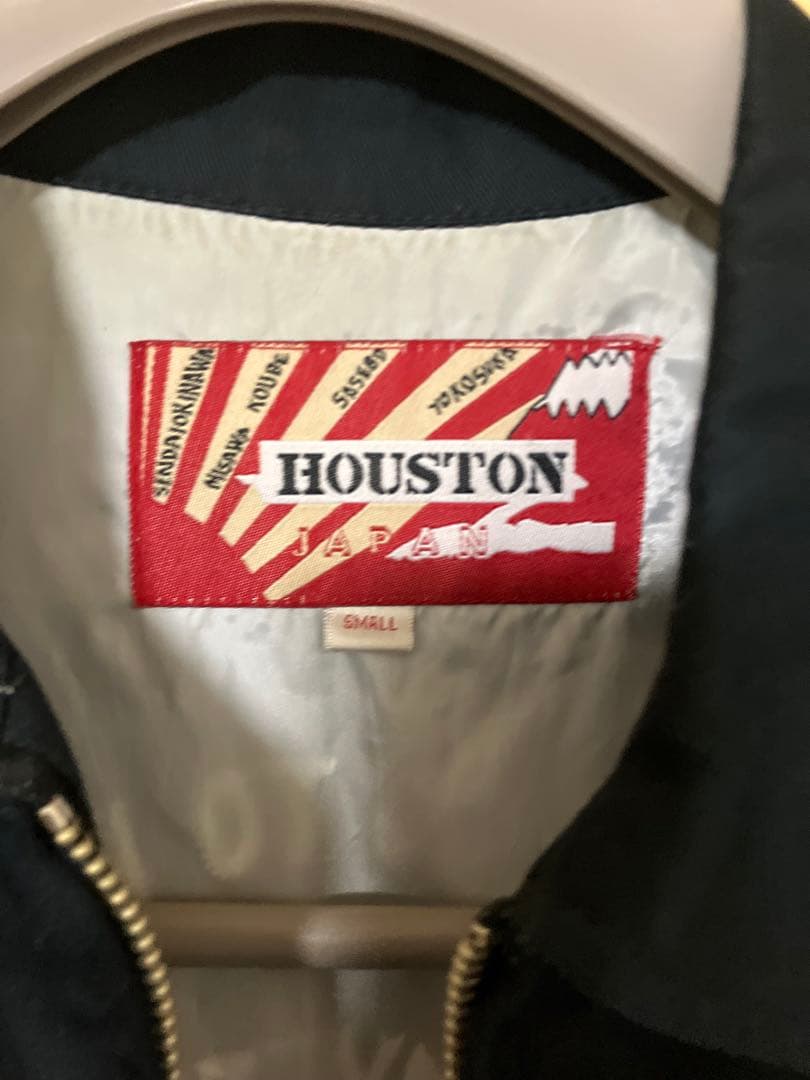 SENDAI OKINAWA
MISAWA KOUBE
SASEBO
YOKOSUKA
HOUSTON
JAPAN
SMALL